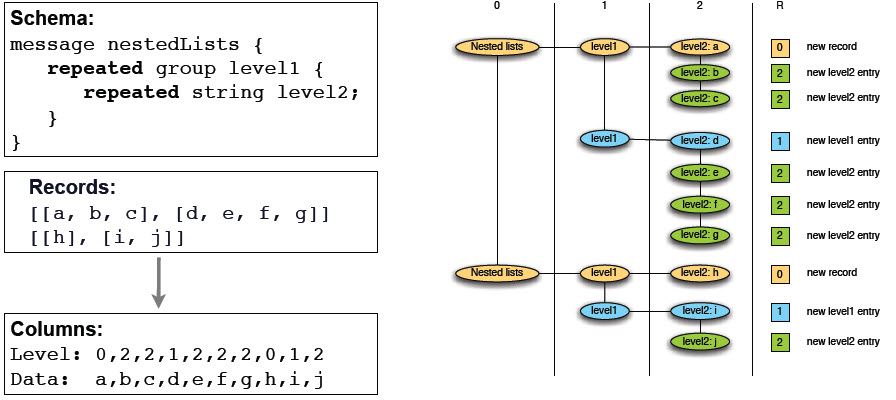 Schema:
message nestedLists {
repeated group level1 {
repeated string level2;
}
}
Records:
[[a, b, c], [d, e, f, g]]
[[h], [i, j]]
Columns:
Level: 0,2,2,1,2,2,2,0,1,2
Data: a,b,c,d,e,f,g,h,i,j
0 1 2 R
Nested lists level1 level2: a 0 new record
level2: b 2 new level2 entry
level2: c 2 new level2 entry
level1 level2: d 1 new level1 entry
level2: e 2 new level2 entry
level2: f 2 new level2 entry
level2: g 2 new level2 entry
Nested lists level1 level2: h 0 new record
level1 level2: i 1 new level1 entry
level2: j 2 new level2 entry